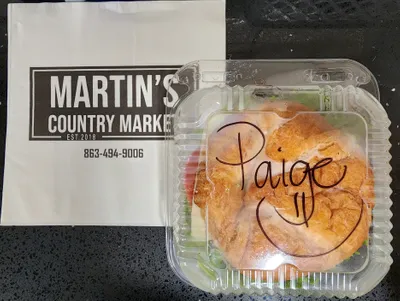 MARTIN'S
COUNTRY MARKET
EST 2018
863-494-9006
Paige